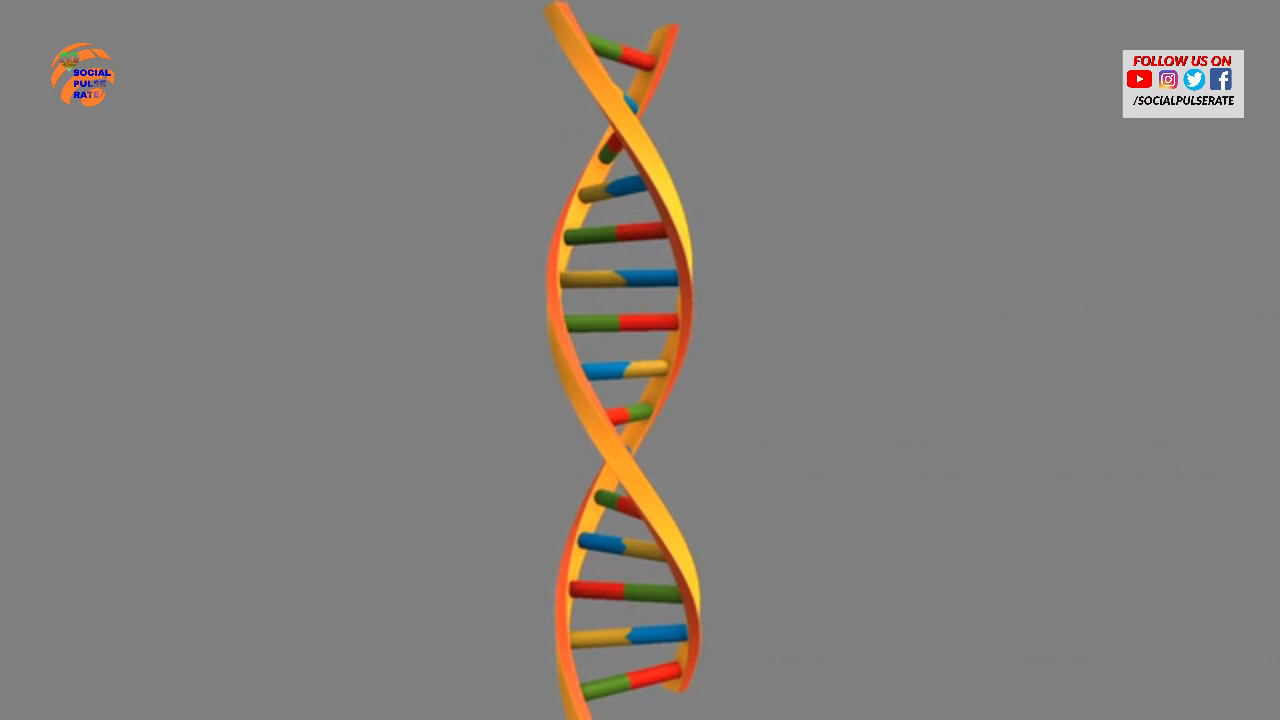 SOCIAL
PULSE
RATE
FOLLOW US ON
/SOCIALPULSERATE